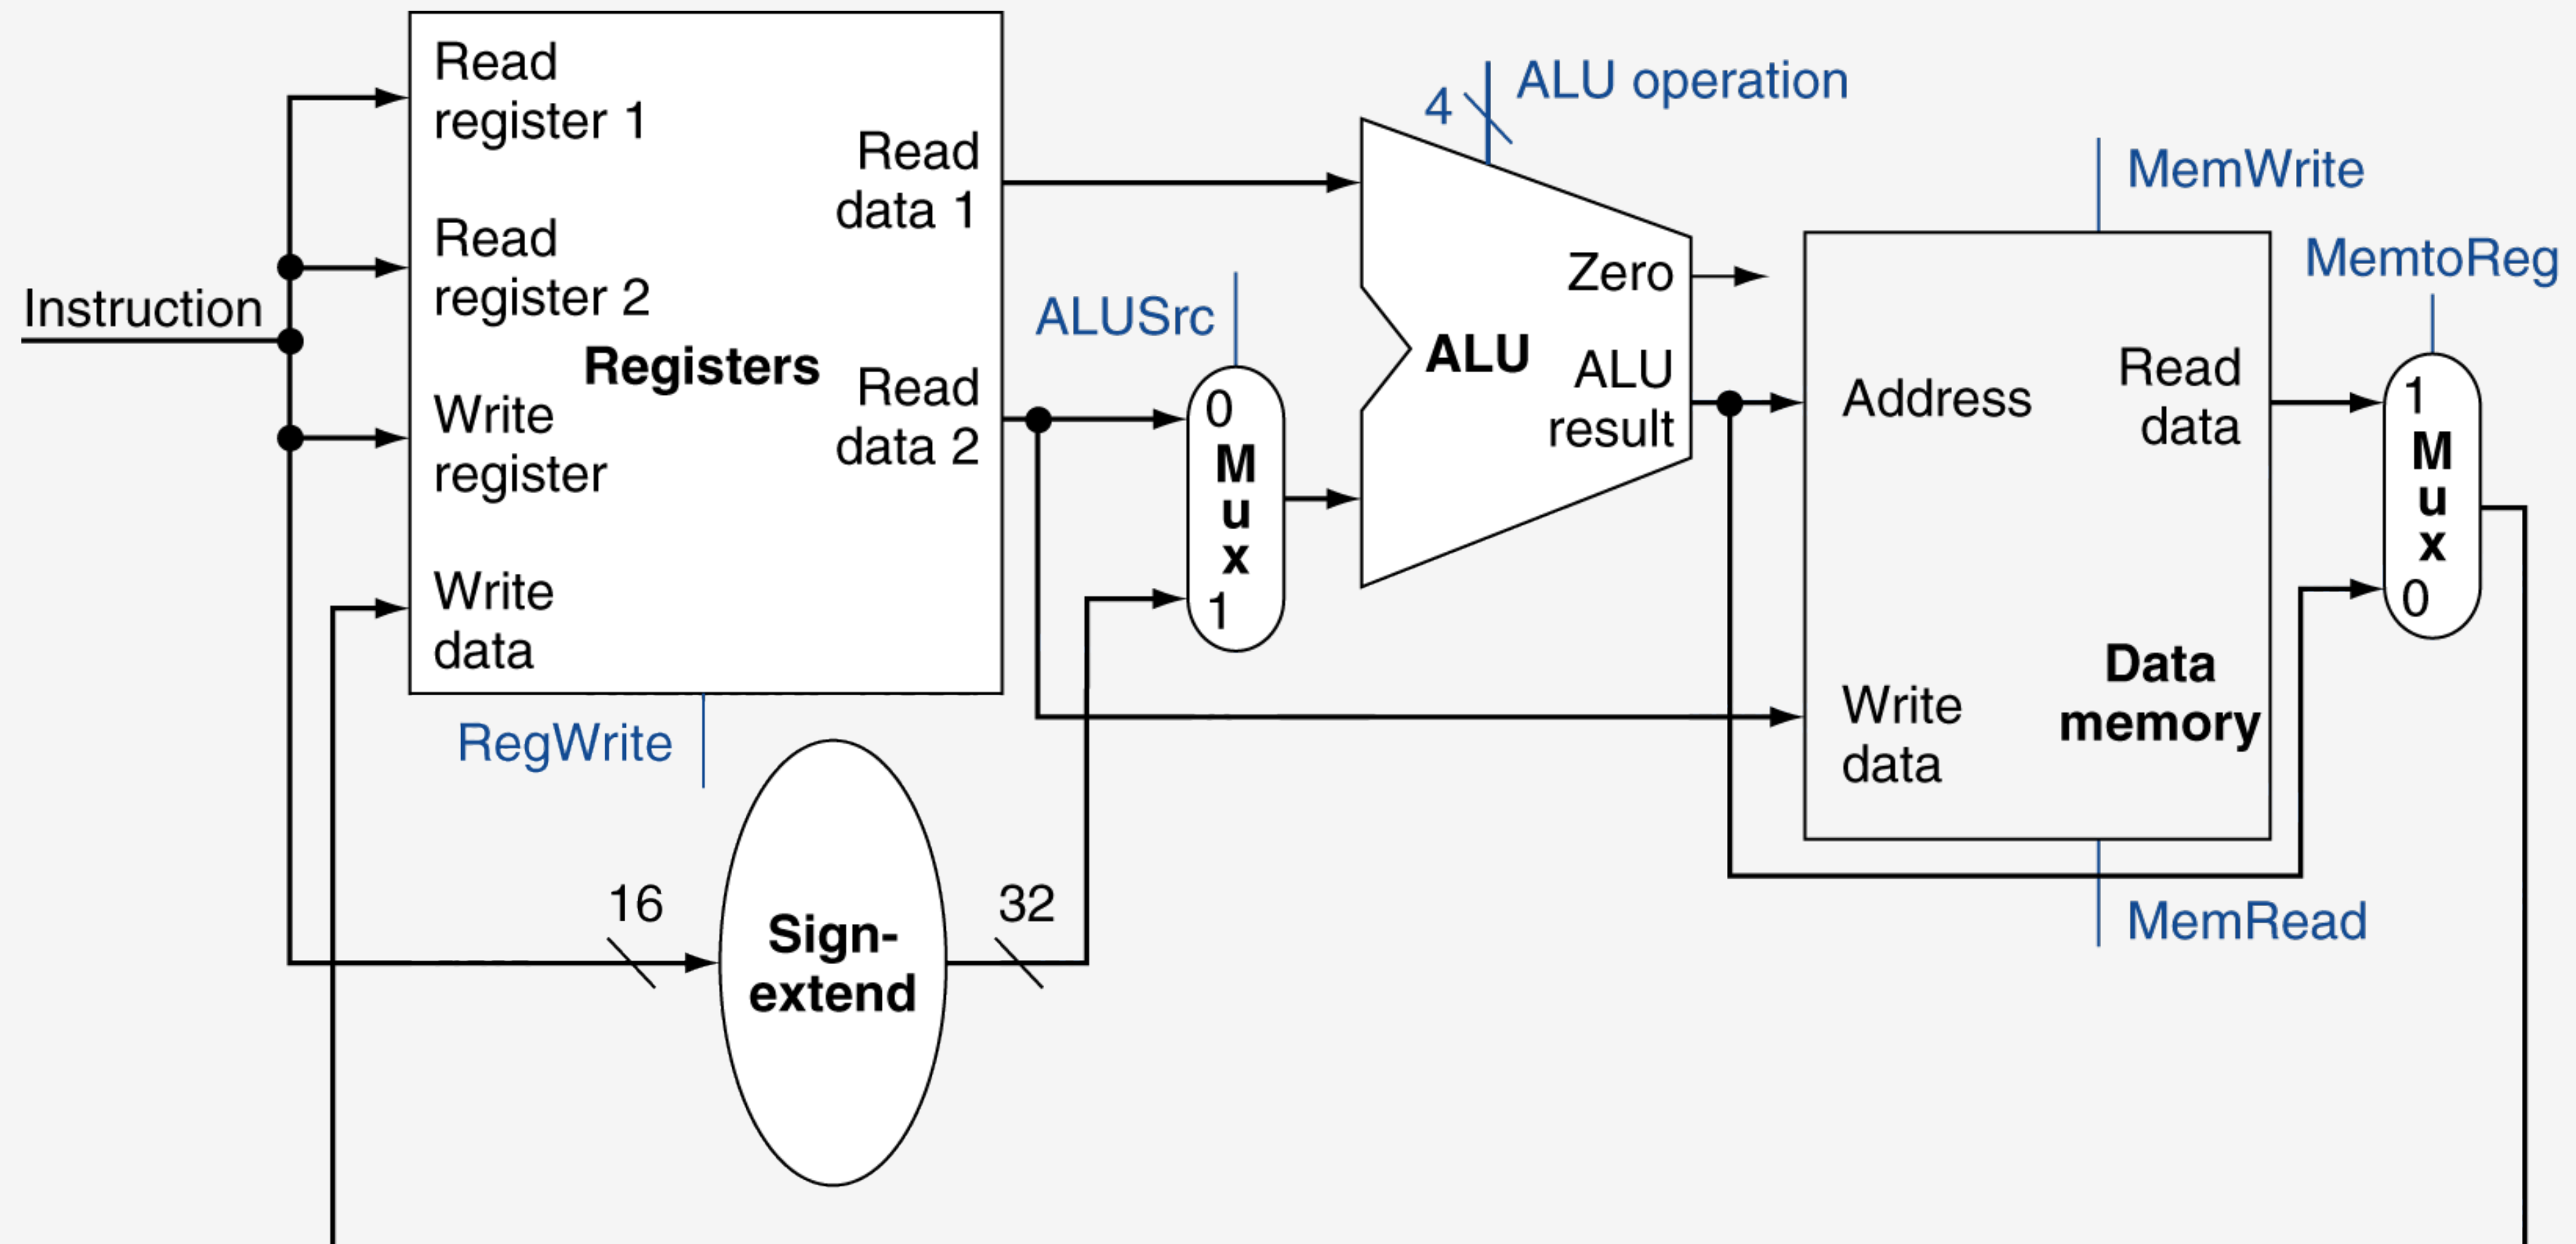 Read
register 1
Read
data 1
Read
register 2
Instruction
Registers
Write
register
Read
data 2
Write
data
RegWrite
16
Sign-
extend
32
ALUSrc
0
M
u
x
1
4
ALU operation
Zero
ALU
ALU
result
MemWrite
Address
Read
data
Write
data
Data
memory
MemRead
MemtoReg
1
M
u
x
0